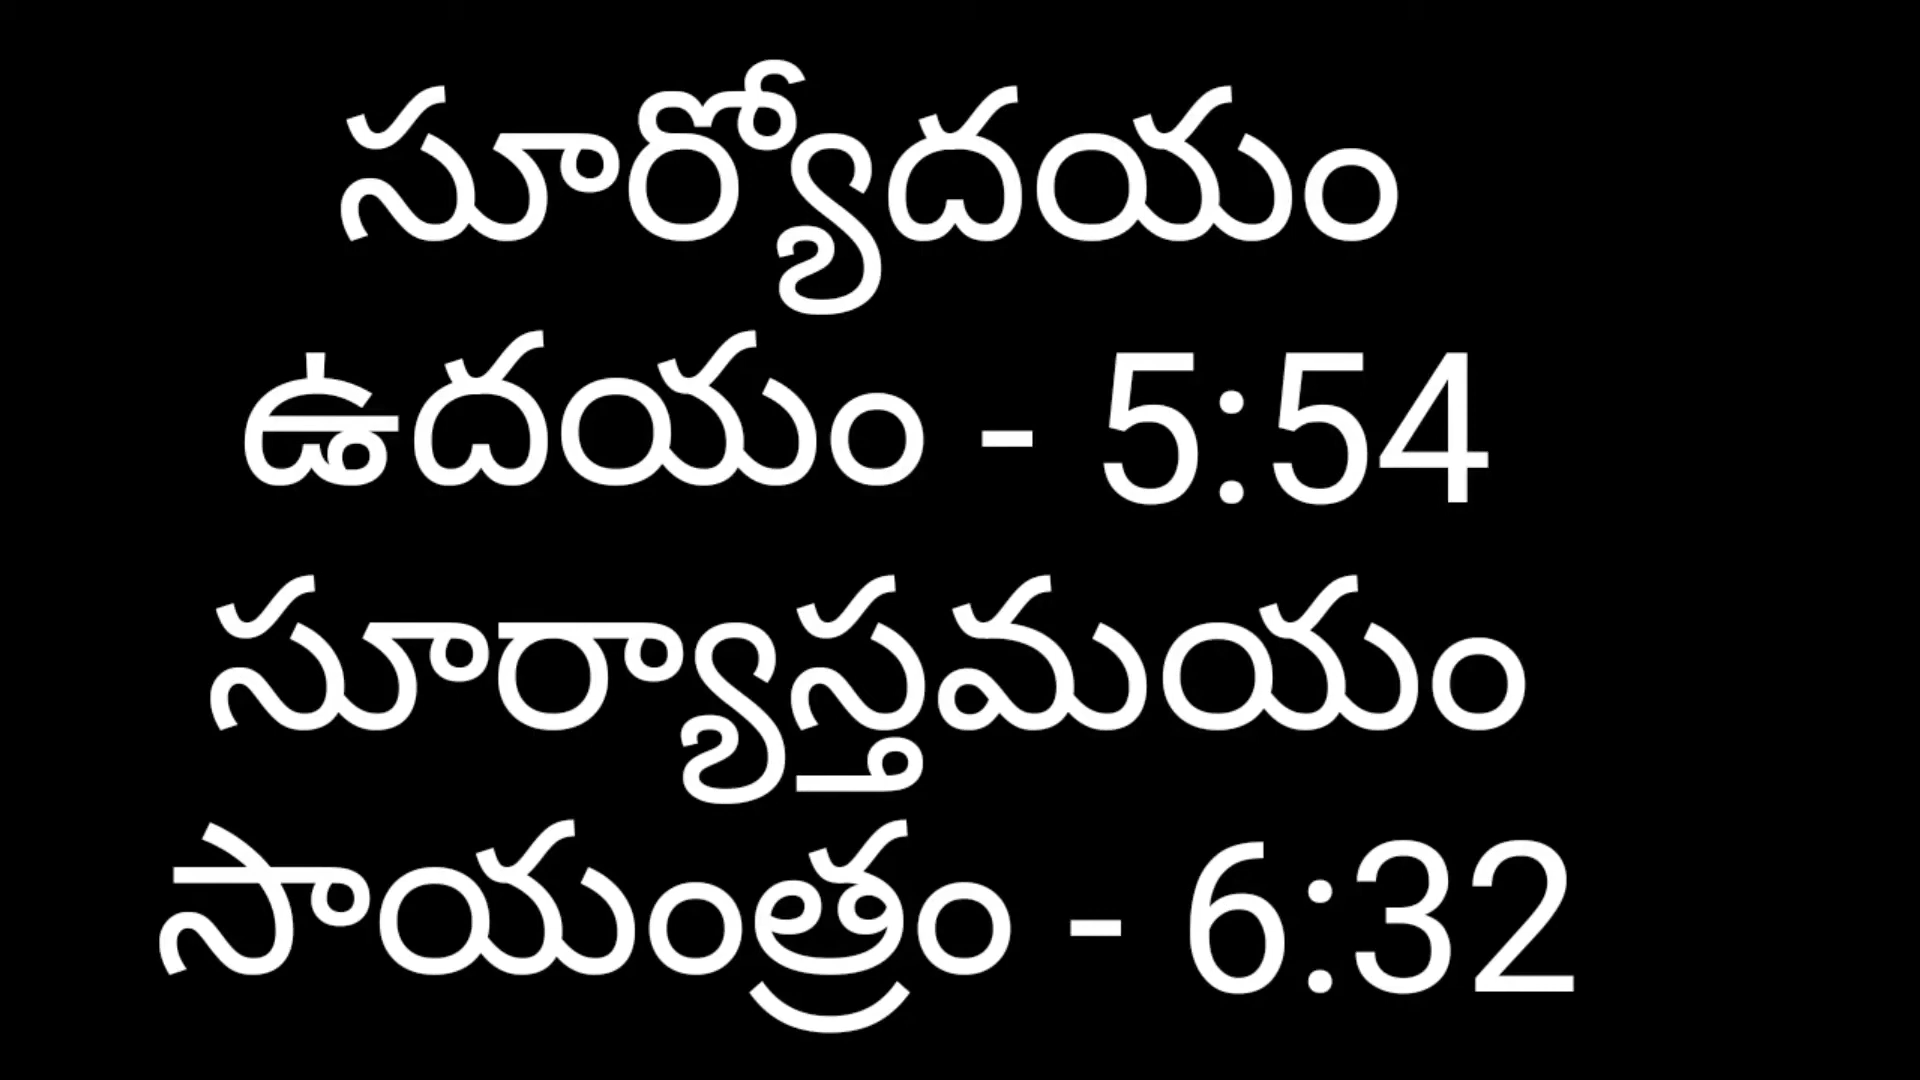 సూర్యోదయం
ఉదయం - 5:54
సూర్యాస్తమయం
సాయంత్రం - 6:32